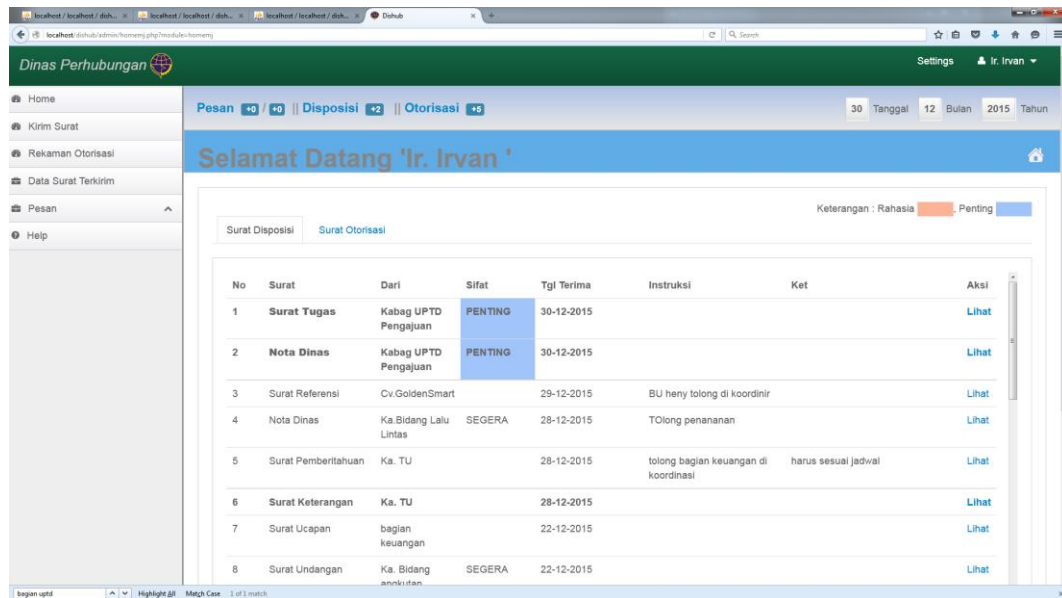 localhost / localhost / dish...
localhost / localhost / dish...
localhost / localhost / dish...
Dishub
localhost/dishub/admin/homemj.php?module=homemj
Search
Dinas Perhubungan
Settings
Ir. Irvan
Home
Kirim Surat
Rekaman Otorisasi
Data Surat Terkirim
Pesan
Help
Pesan +0 / +0 || Disposisi +2 || Otorisasi +5
30 Tanggal 12 Bulan 2015 Tahun
Selamat Datang 'Ir. Irvan '
Keterangan : Rahasia , Penting
Surat Disposisi Surat Otorisasi
No Surat Dari Sifat Tgl Terima Instruksi Ket Aksi
1 Surat Tugas Kabag UPTD PENTING 30-12-2015 Lihat
Pengajuan
2 Nota Dinas Kabag UPTD PENTING 30-12-2015 Lihat
Pengajuan
3 Surat Referensi Cv.GoldenSmart 29-12-2015 BU heny tolong di koordinir Lihat
4 Nota Dinas Ka.Bidang Lalu SEGERA 28-12-2015 TOlong penananan Lihat
Lintas
5 Surat Pemberitahuan Ka. TU 28-12-2015 tolong bagian keuangan di harus sesuai jadwal Lihat
koordinasi
6 Surat Keterangan Ka. TU 28-12-2015 Lihat
7 Surat Ucapan bagian 22-12-2015 Lihat
keuangan
8 Surat Undangan Ka. Bidang SEGERA 22-12-2015 Lihat
angkutan
bagian uptd Highlight All Match Case 1 of 1 match